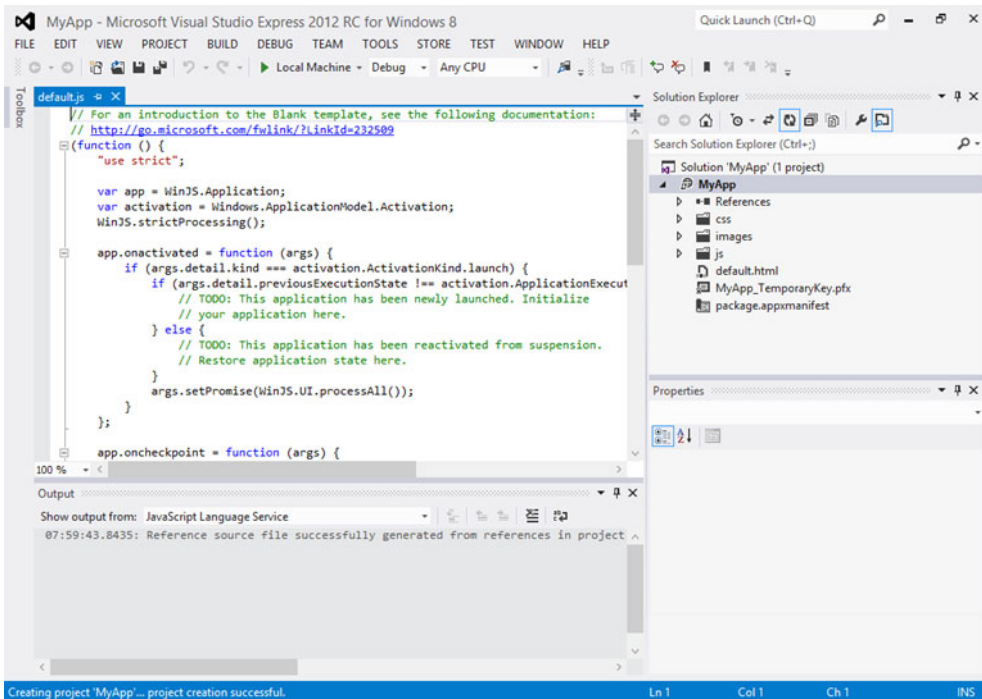 MyApp - Microsoft Visual Studio Express 2012 RC for Windows 8
Quick Launch (Ctrl+Q)
FILE EDIT VIEW PROJECT BUILD DEBUG TEAM TOOLS STORE TEST WINDOW HELP
Local Machine Debug Any CPU
Toolbox
default.js
// For an introduction to the Blank template, see the following documentation:
// http://go.microsoft.com/fwlink/?LinkId=232509
(function () {
"use strict";
var app = WinJS.Application;
var activation = Windows.ApplicationModel.Activation;
WinJS.strictProcessing();
app.onactivated = function (args) {
if (args.detail.kind === activation.ActivationKind.launch) {
if (args.detail.previousExecutionState !== activation.ApplicationExecut
// TODO: This application has been newly launched. Initialize
// your application here.
} else {
// TODO: This application has been reactivated from suspension.
// Restore application state here.
}
args.setPromise(WinJS.UI.processAll());
}
};
app.oncheckpoint = function (args) {
100 %
Output
Show output from: JavaScript Language Service
07:59:43.8435: Reference source file successfully generated from references in project
Solution Explorer
Search Solution Explorer (Ctrl+;)
Solution 'MyApp' (1 project)
MyApp
References
css
images
js
default.html
MyApp_TemporaryKey.pfx
package.appxmanifest
Properties
Creating project 'MyApp'... project creation successful.
Ln 1 Col 1 Ch 1 INS